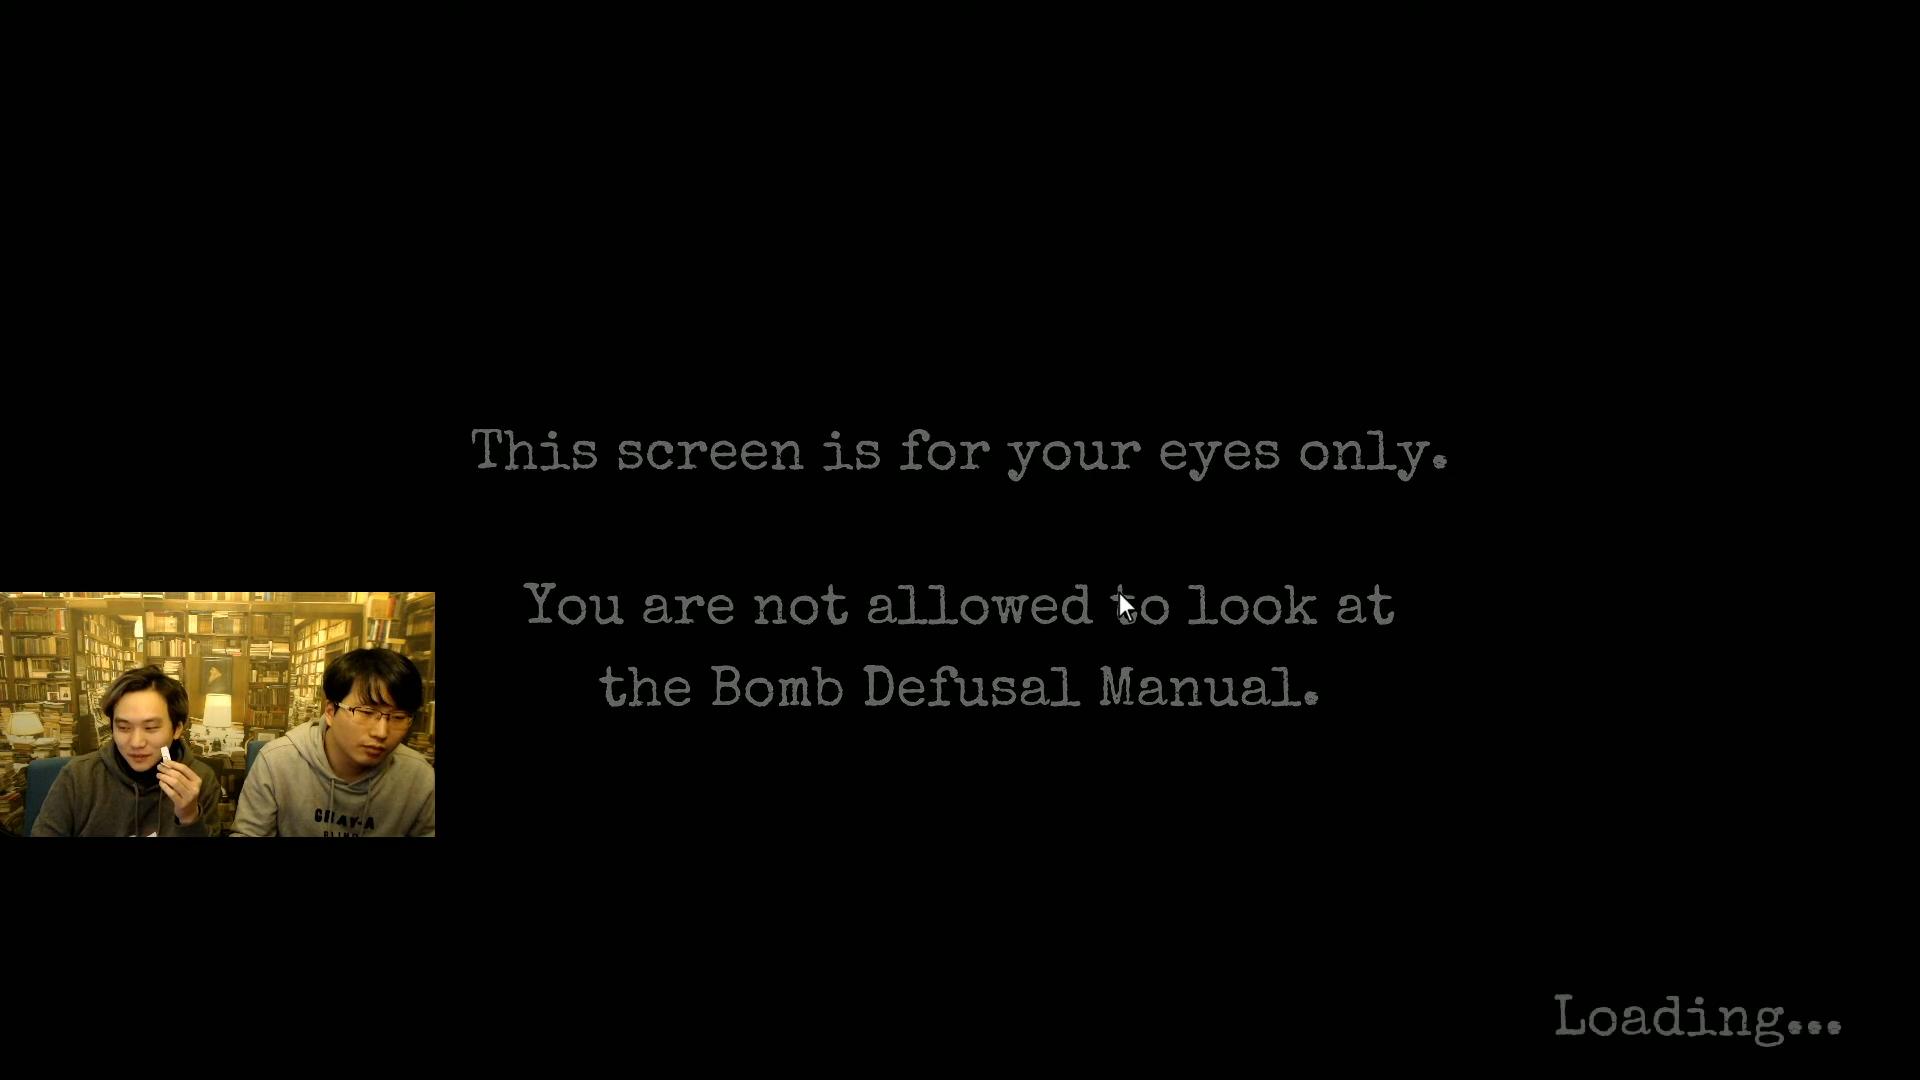 This screen is for your eyes only.
You are not allowed to look at
the Bomb Defusal Manual.
Loading...